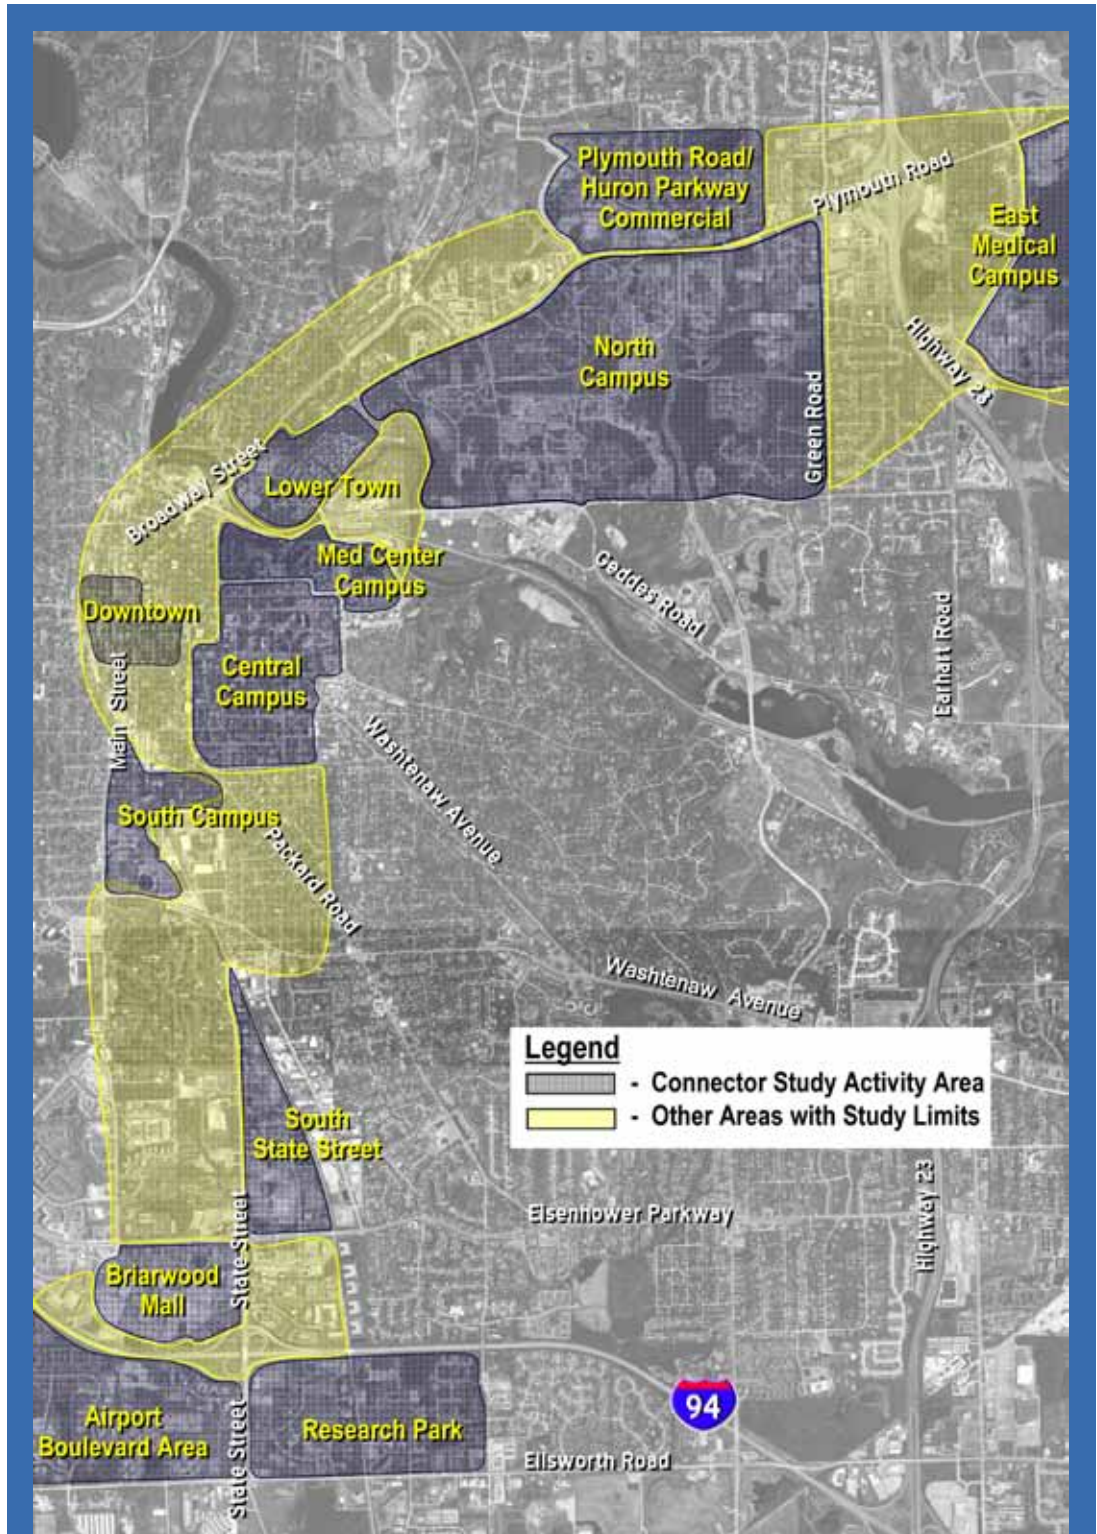 Plymouth Road/
Huron Parkway
Commercial
Plymouth Road
East
Medical
Campus
North
Campus
Highway 23
Green Road
Broadway Street
Lower Town
Med Center
Campus
Geddes Road
Earhart Road
Downtown
Central
Campus
Main Street
Washtenaw Avenue
South Campus
Packard Road
Washtenaw Avenue
Legend
- Connector Study Activity Area
- Other Areas with Study Limits
South
State Street
Highway 23
Eisenhower Parkway
State Street
Briarwood
Mall
94
Airport
Boulevard Area
Research Park
State Street
Ellsworth Road